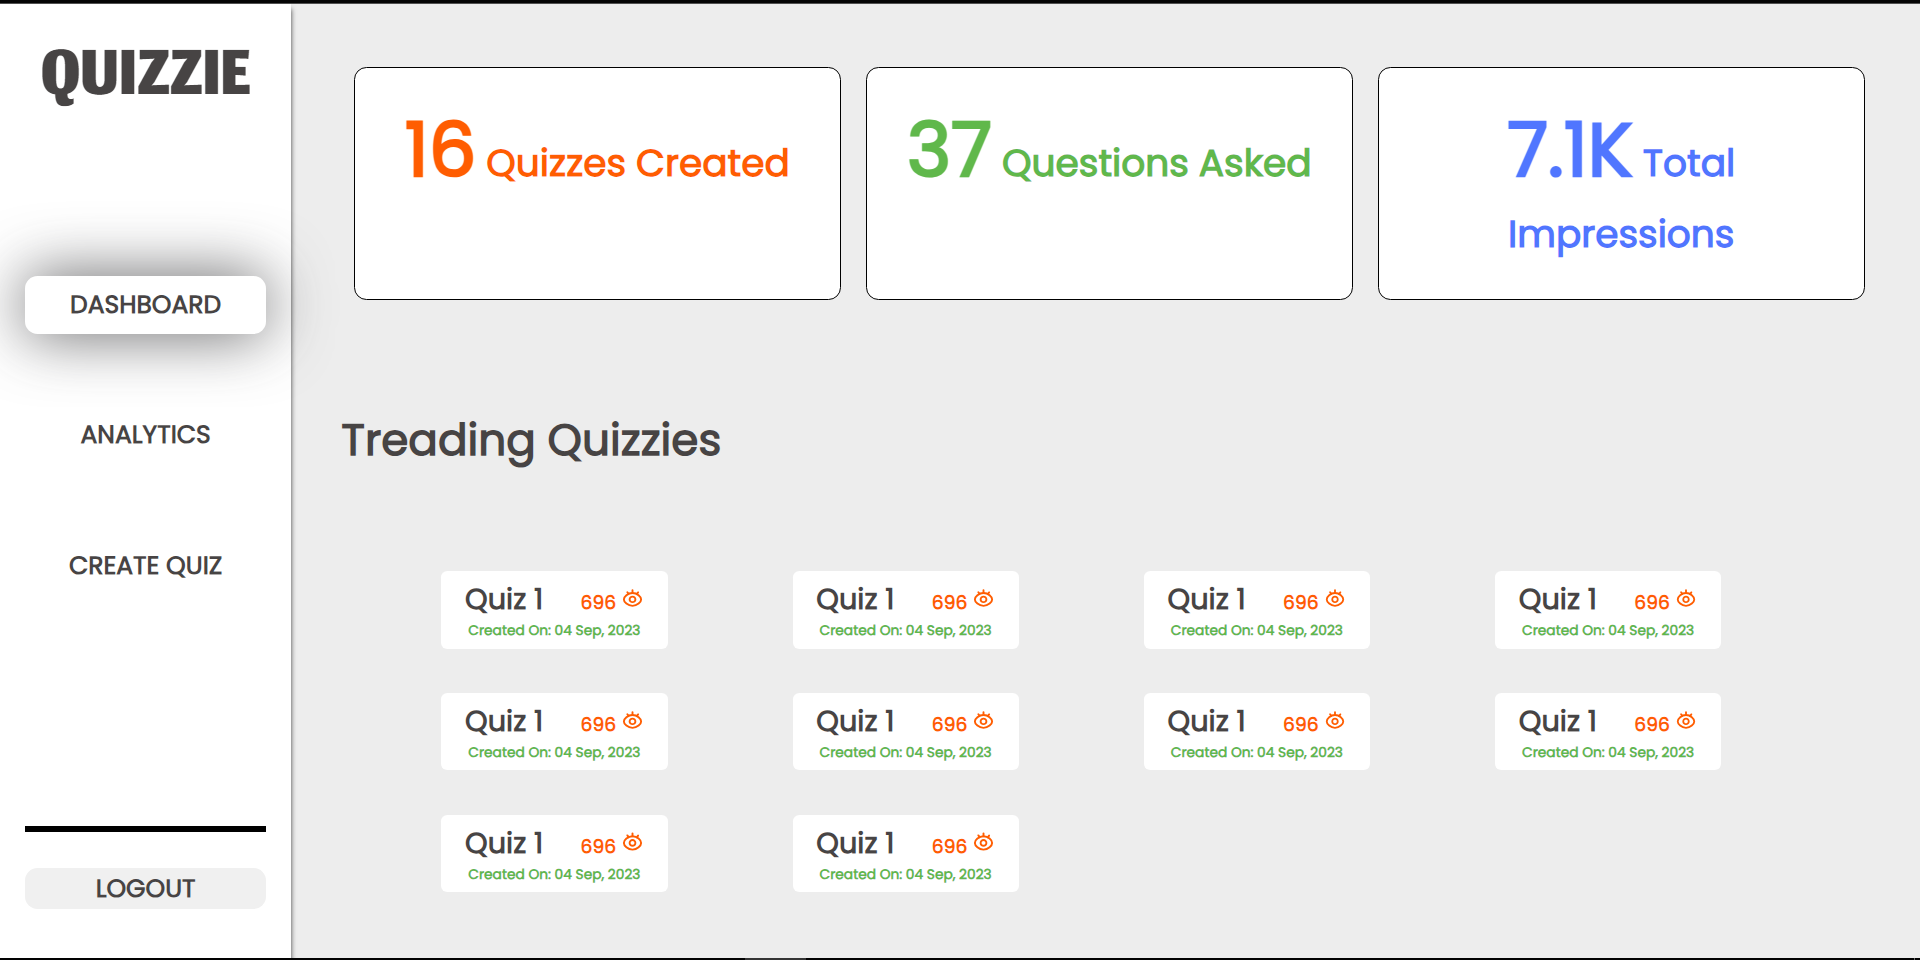 QUIZZIE
DASHBOARD
ANALYTICS
CREATE QUIZ
LOGOUT
16 Quizzes Created
37 Questions Asked
7.1K Total
Impressions
Treading Quizzies
Quiz 1 696
Created On: 04 Sep, 2023
Quiz 1 696
Created On: 04 Sep, 2023
Quiz 1 696
Created On: 04 Sep, 2023
Quiz 1 696
Created On: 04 Sep, 2023
Quiz 1 696
Created On: 04 Sep, 2023
Quiz 1 696
Created On: 04 Sep, 2023
Quiz 1 696
Created On: 04 Sep, 2023
Quiz 1 696
Created On: 04 Sep, 2023
Quiz 1 696
Created On: 04 Sep, 2023
Quiz 1 696
Created On: 04 Sep, 2023